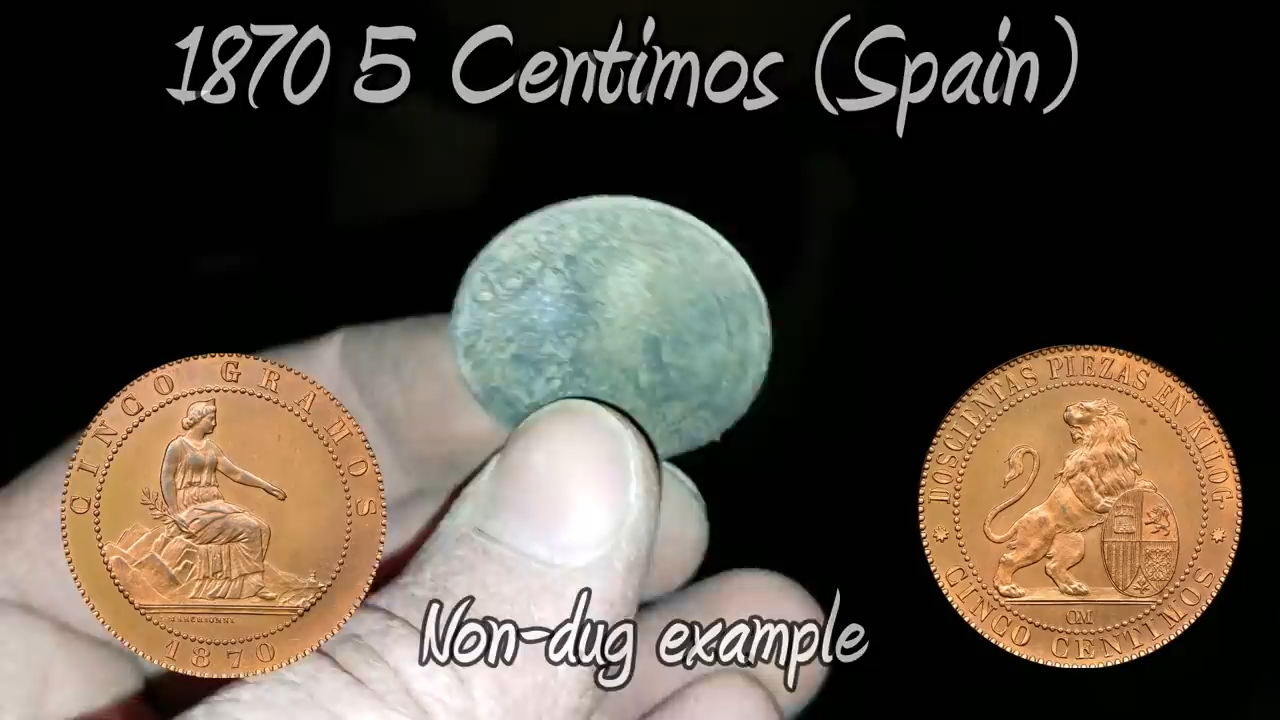 1870 5 Centimos (Spain)
CINCO GRAMOS
1870
DOSCIENTAS PIEZAS EN KILOG.
OM
CINCO CENTIMOS
Non-dug example